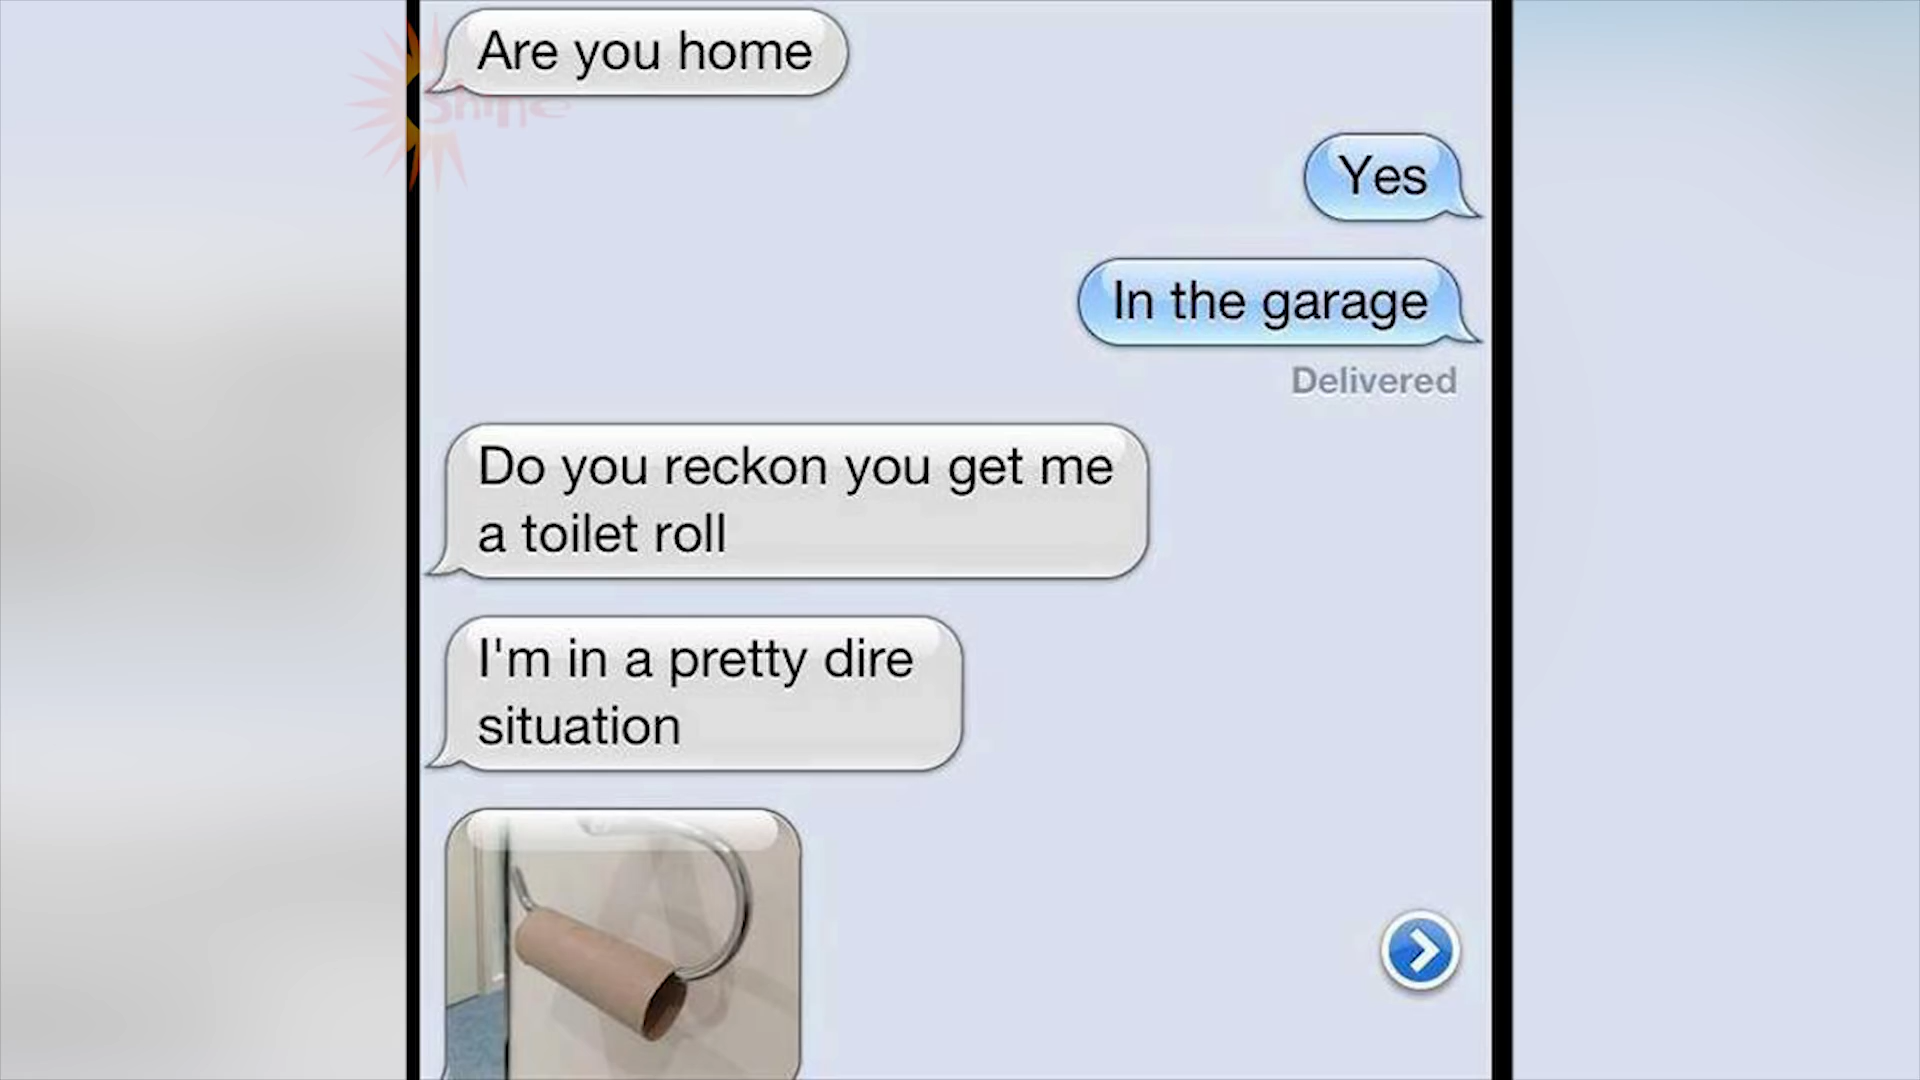 Are you home
Shine
Yes
In the garage
Delivered
Do you reckon you get me
a toilet roll
I'm in a pretty dire
situation